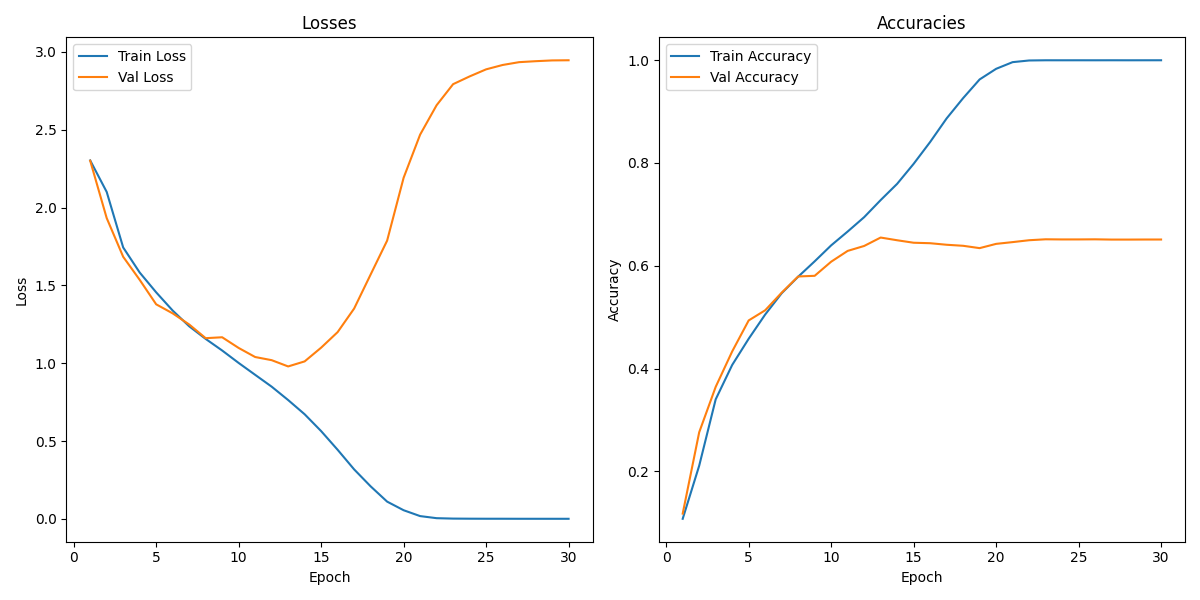 Losses
Train Loss
Val Loss
3.0
2.5
2.0
1.5
1.0
0.5
0.0
Loss
0 5 10 15 20 25 30
Epoch
Accuracies
Train Accuracy
Val Accuracy
1.0
0.8
0.6
0.4
0.2
Accuracy
0 5 10 15 20 25 30
Epoch